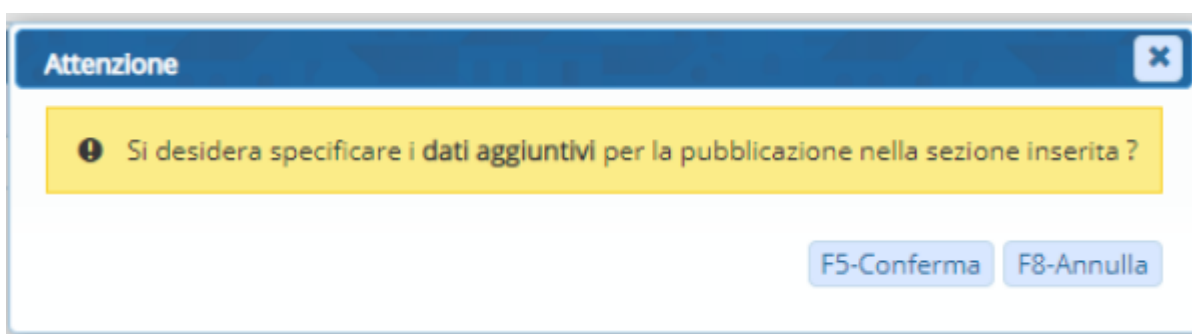 Attenzione
Si desidera specificare i dati aggiuntivi per la pubblicazione nella sezione inserita ?
F5-Conferma F8-Annulla